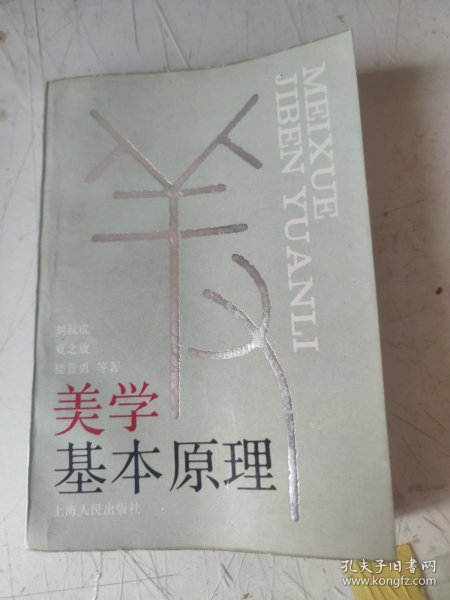 MEIXUE
JIBEN YUANLI
刘叔成
夏之放
楼昔勇 等著
美学
基本原理
上海人民出版社
孔夫子旧书网
www.kongfz.com